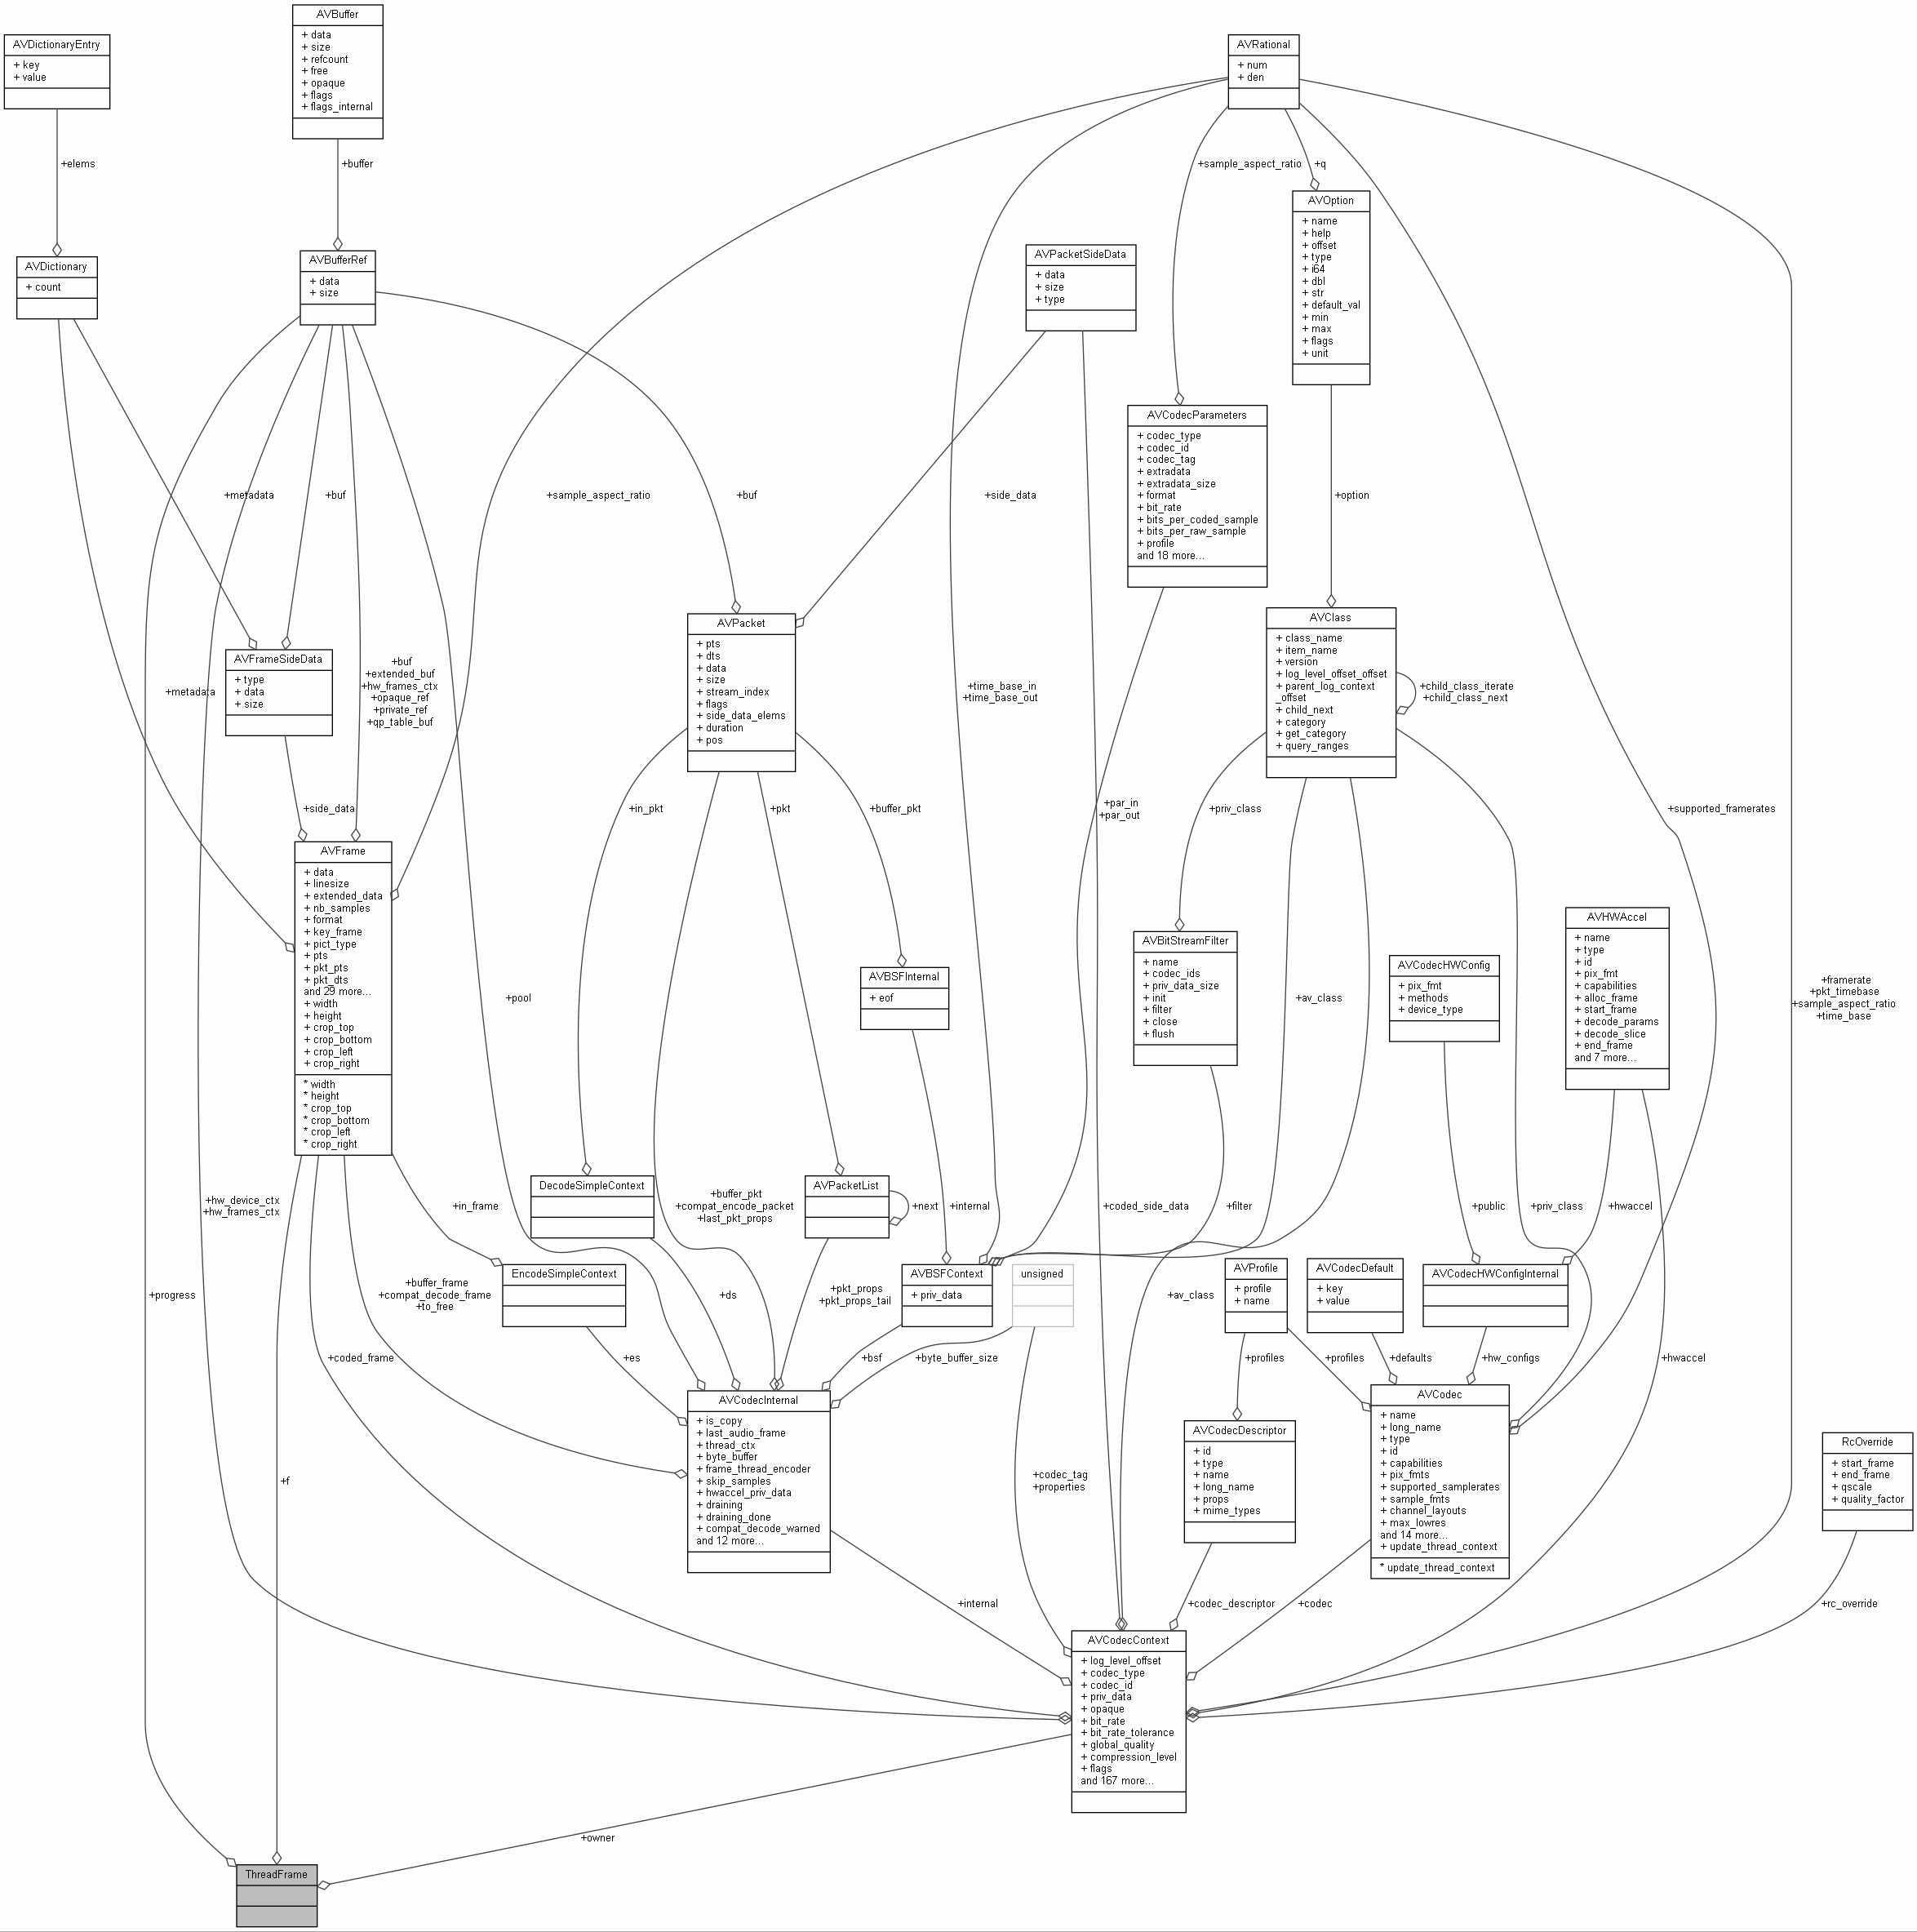 AVBuffer
+ data
+ size
+ refcount
+ free
+ opaque
+ flags
+ flags_internal
AVDictionaryEntry
+ key
+ value
AVRational
+ num
+ den
+elems
+buffer
+sample_aspect_ratio
+q
AVOption
+ name
+ help
+ offset
+ type
+ i64
+ dbl
+ str
+ default_val
+ min
+ max
+ flags
+ unit
AVDictionary
+ count
AVBufferRef
+ data
+ size
AVPacketSideData
+ data
+ size
+ type
AVCodecParameters
+ codec_type
+ codec_id
+ codec_tag
+ extradata
+ extradata_size
+ format
+ bit_rate
+ bits_per_coded_sample
+ bits_per_raw_sample
+ profile
and 18 more...
+metadata
+buf
+sample_aspect_ratio
+buf
+side_data
+option
AVPacket
+ pts
+ dts
+ data
+ size
+ stream_index
+ flags
+ side_data_elems
+ duration
+ pos
AVClass
+ class_name
+ item_name
+ version
+ log_level_offset_offset
+ parent_log_context
_offset
+ child_next
+ category
+ get_category
+ query_ranges
+child_class_iterate
+child_class_next
AVFrameSideData
+ type
+ data
+ size
+metadata
+buf
+extended_buf
+hw_frames_ctx
+opaque_ref
+private_ref
+qp_table_buf
+time_base_in
+time_base_out
+side_data
+in_pkt
+pkt
+buffer_pkt
+par_in
+par_out
+priv_class
+supported_framerates
AVFrame
+ data
+ linesize
+ extended_data
+ nb_samples
+ format
+ key_frame
+ pict_type
+ pts
+ pkt_pts
+ pkt_dts
and 29 more...
+ width
+ height
+ crop_top
+ crop_bottom
+ crop_left
+ crop_right
* width
* height
* crop_top
* crop_bottom
* crop_left
* crop_right
+pool
AVBSFInternal
+ eof
AVBitStreamFilter
+ name
+ codec_ids
+ priv_data_size
+ init
+ filter
+ close
+ flush
+av_class
AVCodecHWConfig
+ pix_fmt
+ methods
+ device_type
AVHWAccel
+ name
+ type
+ id
+ pix_fmt
+ capabilities
+ alloc_frame
+ start_frame
+ decode_params
+ decode_slice
+ end_frame
and 7 more...
+framerate
+pkt_timebase
+sample_aspect_ratio
+time_base
+hw_device_ctx
+hw_frames_ctx
+in_frame
DecodeSimpleContext
+buffer_pkt
+compat_encode_packet
+last_pkt_props
AVPacketList
+next
+internal
+coded_side_data
+filter
+public
+priv_class
+hwaccel
+progress
+buffer_frame
+compat_decode_frame
+to_free
EncodeSimpleContext
+ds
+pkt_props
+pkt_props_tail
AVBSFContext
+ priv_data
unsigned
+av_class
AVProfile
+ profile
+ name
AVCodecDefault
+ key
+ value
AVCodecHWConfigInternal
+coded_frame
+es
+bsf
+byte_buffer_size
+profiles
+profiles
+defaults
+hw_configs
+hwaccel
AVCodecInternal
+ is_copy
+ last_audio_frame
+ thread_ctx
+ byte_buffer
+ frame_thread_encoder
+ skip_samples
+ hwaccel_priv_data
+ draining
+ draining_done
+ compat_decode_warned
and 12 more...
+f
+codec_tag
+properties
AVCodecDescriptor
+ id
+ type
+ name
+ long_name
+ props
+ mime_types
AVCodec
+ name
+ long_name
+ type
+ id
+ capabilities
+ pix_fmts
+ supported_samplerates
+ sample_fmts
+ channel_layouts
+ max_lowres
and 14 more...
+ update_thread_context
* update_thread_context
RcOverride
+ start_frame
+ end_frame
+ qscale
+ quality_factor
+internal
+codec_descriptor
+codec
+rc_override
AVCodecContext
+ log_level_offset
+ codec_type
+ codec_id
+ priv_data
+ opaque
+ bit_rate
+ bit_rate_tolerance
+ global_quality
+ compression_level
+ flags
and 167 more...
+owner
ThreadFrame